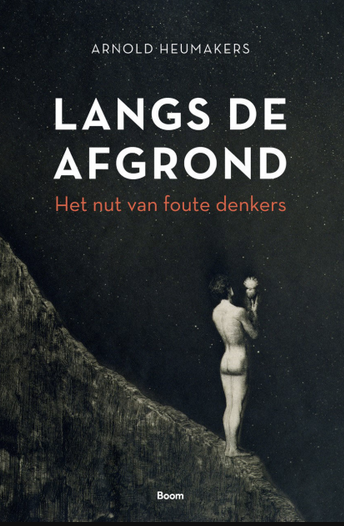 ARNOLD HEUMAKERS
LANGS DE
AFGROND
Het nut van foute denkers
Boom